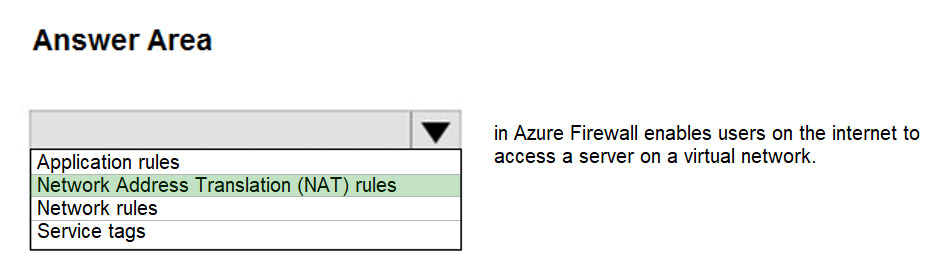 Answer Area
Application rules
Network Address Translation (NAT) rules
Network rules
Service tags
in Azure Firewall enables users on the internet to
access a server on a virtual network.